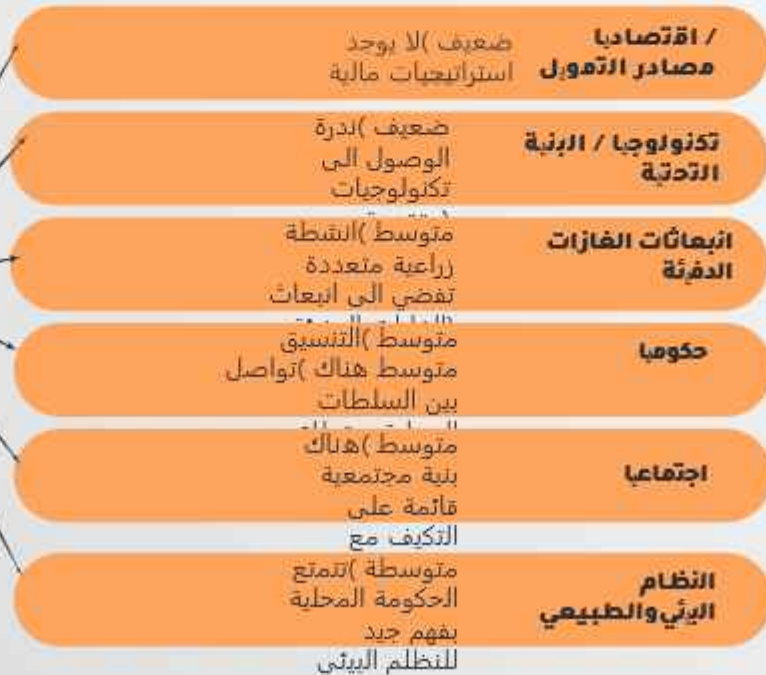 اقتصاديا /
مصادر التمويل
ضعيف )لا يوجد
استراتيجيات مالية
تكنولوجيا / البنية
التحتية
ضعيف )ندرة
الوصول الى
تكنولوجيات
انبعاثات الغازات
الدفيئة
متوسط )انشطة
زراعية متعددة
تفضي الى انبعاث
حكوميا
متوسط )التنسيق
متوسط هناك )تواصل
بين السلطات
اجتماعيا
متوسط )هناك
بنية مجتمعية
قائمة على
التكيف مع
النظام
البيئي والطبيعي
متوسطة )تتمتع
الحكومة المحلية
بفهم جيد
للنظلم البيئي